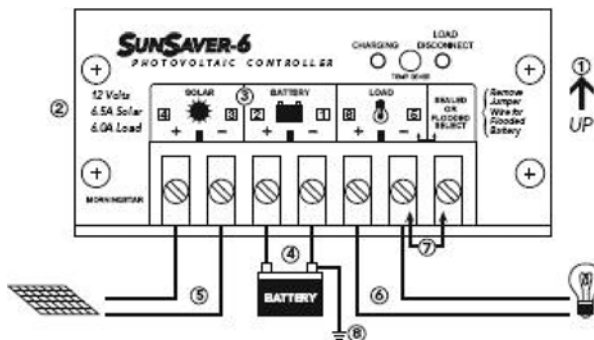 SUNSAVER-6
PHOTOVOLTAIC CONTROLLER
CHARGING
LOAD
DISCONNECT
TEMP SENSE
①
UP
②
12 Volts
6.5A Solar
6.0A Load
SOLAR
③
BATTERY
LOAD
SEALED
OR
FLOODED
SELECT
Remove
Jumper
Wire for
Flooded
Battery
4 3 2 1 6 5
+ - + - + -
MORNINGSTAR
④
⑦
⑤
BATTERY
⑥
⑧